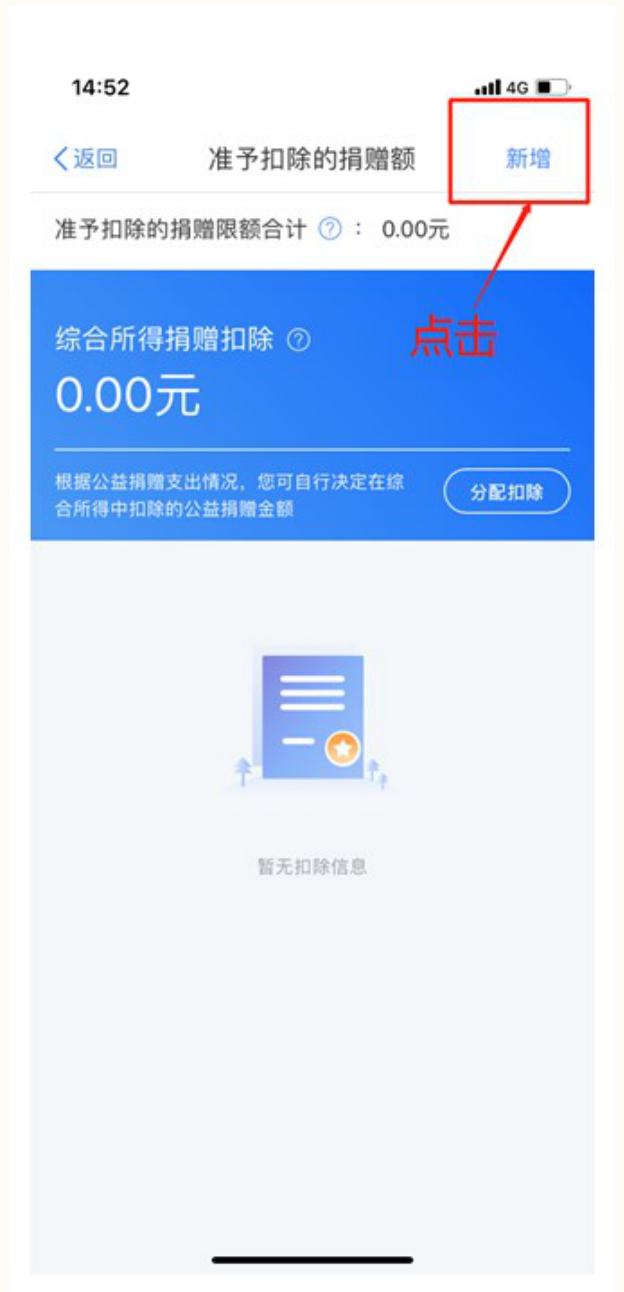 14:52
4G
返回
准予扣除的捐赠额
新增
准予扣除的捐赠限额合计 ? ： 0.00元
点击
综合所得捐赠扣除 ?
0.00元
根据公益捐赠支出情况，您可自行决定在综
合所得中扣除的公益捐赠金额
分配扣除
暂无扣除信息